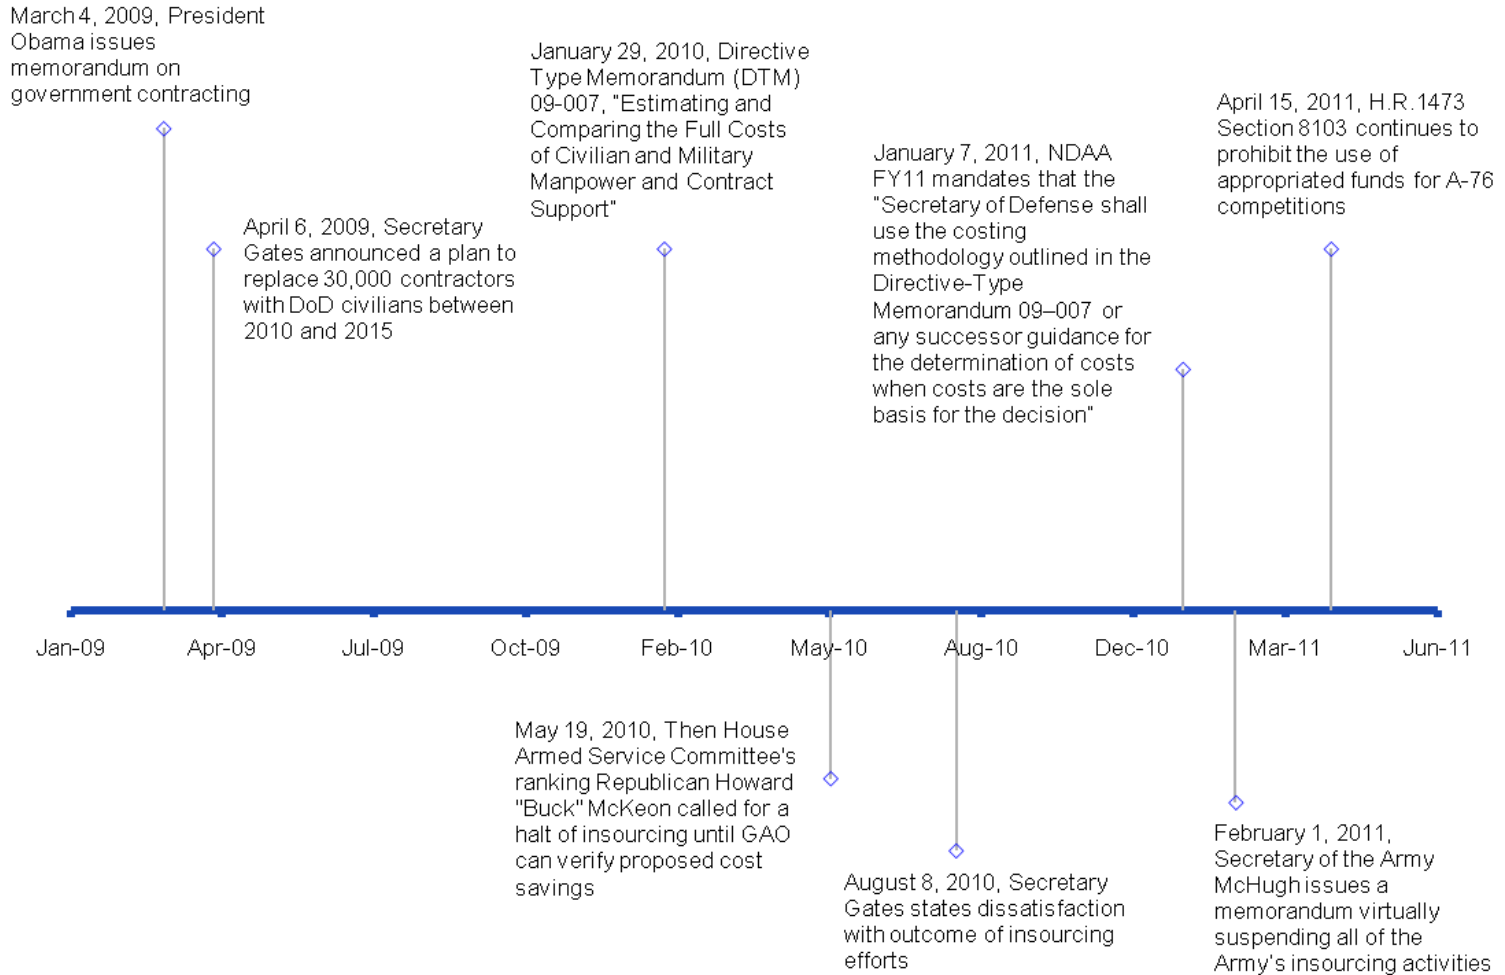 March 4, 2009, President
Obama issues
memorandum on
government contracting
April 6, 2009, Secretary
Gates announced a plan to
replace 30,000 contractors
with DoD civilians between
2010 and 2015
January 29, 2010, Directive
Type Memorandum (DTM)
09-007, "Estimating and
Comparing the Full Costs
of Civilian and Military
Manpower and Contract
Support"
January 7, 2011, NDAA
FY11 mandates that the
"Secretary of Defense shall
use the costing
methodology outlined in the
Directive-Type
Memorandum 09–007 or
any successor guidance for
the determination of costs
when costs are the sole
basis for the decision"
April 15, 2011, H.R.1473
Section 8103 continues to
prohibit the use of
appropriated funds for A-76
competitions
Jan-09 Apr-09 Jul-09 Oct-09 Feb-10 May-10 Aug-10 Dec-10 Mar-11 Jun-11
May 19, 2010, Then House
Armed Service Committee's
ranking Republican Howard
"Buck" McKeon called for a
halt of insourcing until GAO
can verify proposed cost
savings
August 8, 2010, Secretary
Gates states dissatisfaction
with outcome of insourcing
efforts
February 1, 2011,
Secretary of the Army
McHugh issues a
memorandum virtually
suspending all of the
Army's insourcing activities